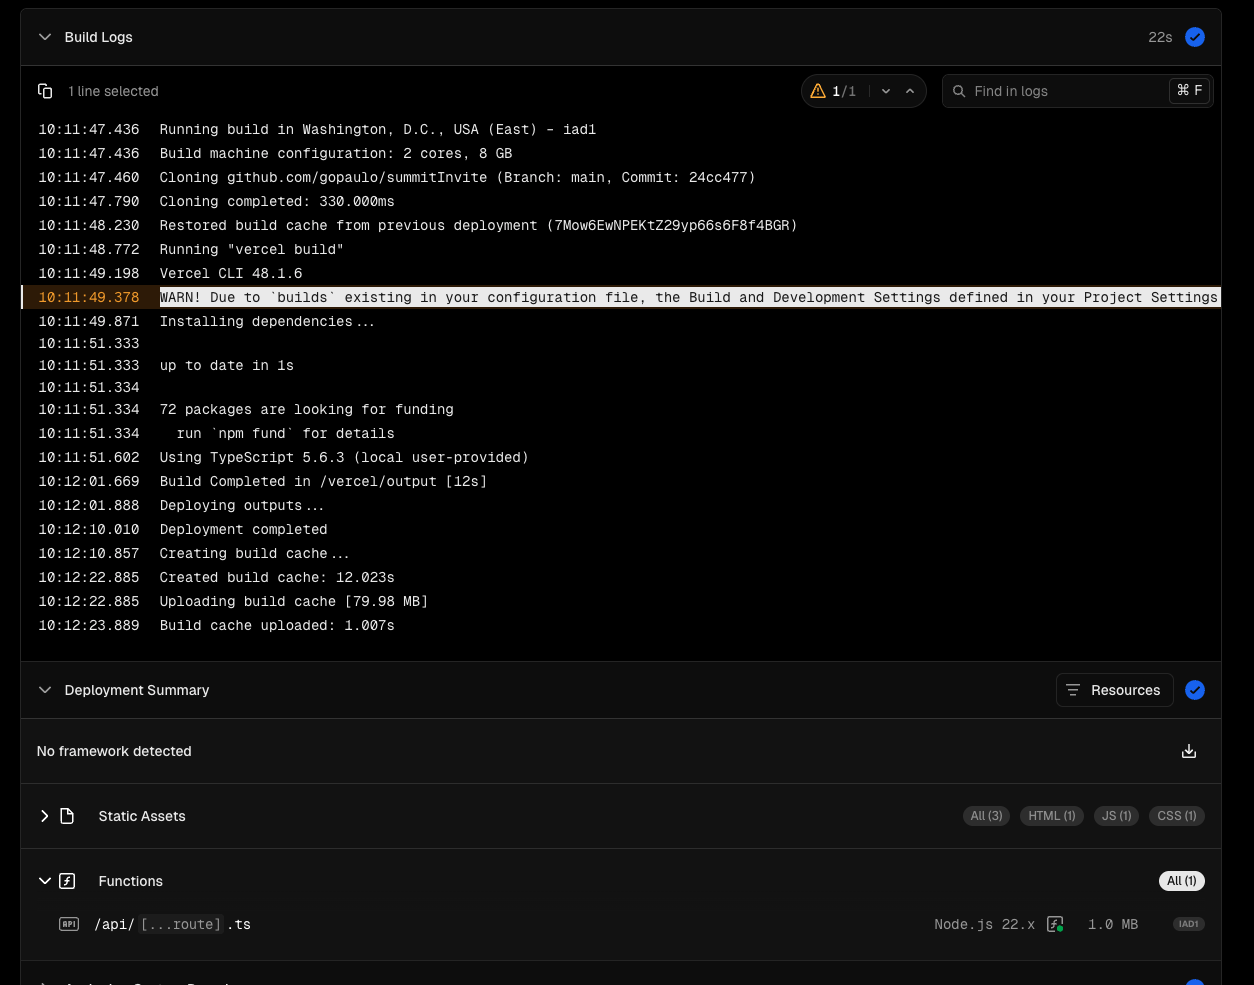 Build Logs
22s
1 line selected
1/1
Find in logs
⌘ F
10:11:47.436 Running build in Washington, D.C., USA (East) – iad1
10:11:47.436 Build machine configuration: 2 cores, 8 GB
10:11:47.460 Cloning github.com/gopaulo/summitInvite (Branch: main, Commit: 24cc477)
10:11:47.790 Cloning completed: 330.000ms
10:11:48.230 Restored build cache from previous deployment (7Mow6EwNPEKtZ29yp66s6F8f4BGR)
10:11:48.772 Running "vercel build"
10:11:49.198 Vercel CLI 48.1.6
10:11:49.378 WARN! Due to `builds` existing in your configuration file, the Build and Development Settings defined in your Project Settings
10:11:49.871 Installing dependencies...
10:11:51.333
10:11:51.333 up to date in 1s
10:11:51.334
10:11:51.334 72 packages are looking for funding
10:11:51.334   run `npm fund` for details
10:11:51.602 Using TypeScript 5.6.3 (local user-provided)
10:12:01.669 Build Completed in /vercel/output [12s]
10:12:01.888 Deploying outputs...
10:12:10.010 Deployment completed
10:12:10.857 Creating build cache...
10:12:22.885 Created build cache: 12.023s
10:12:22.885 Uploading build cache [79.98 MB]
10:12:23.889 Build cache uploaded: 1.007s
Deployment Summary
Resources
No framework detected
Static Assets
All (3) HTML (1) JS (1) CSS (1)
Functions
All (1)
API /api/[...route].ts Node.js 22.x 1.0 MB IAD1